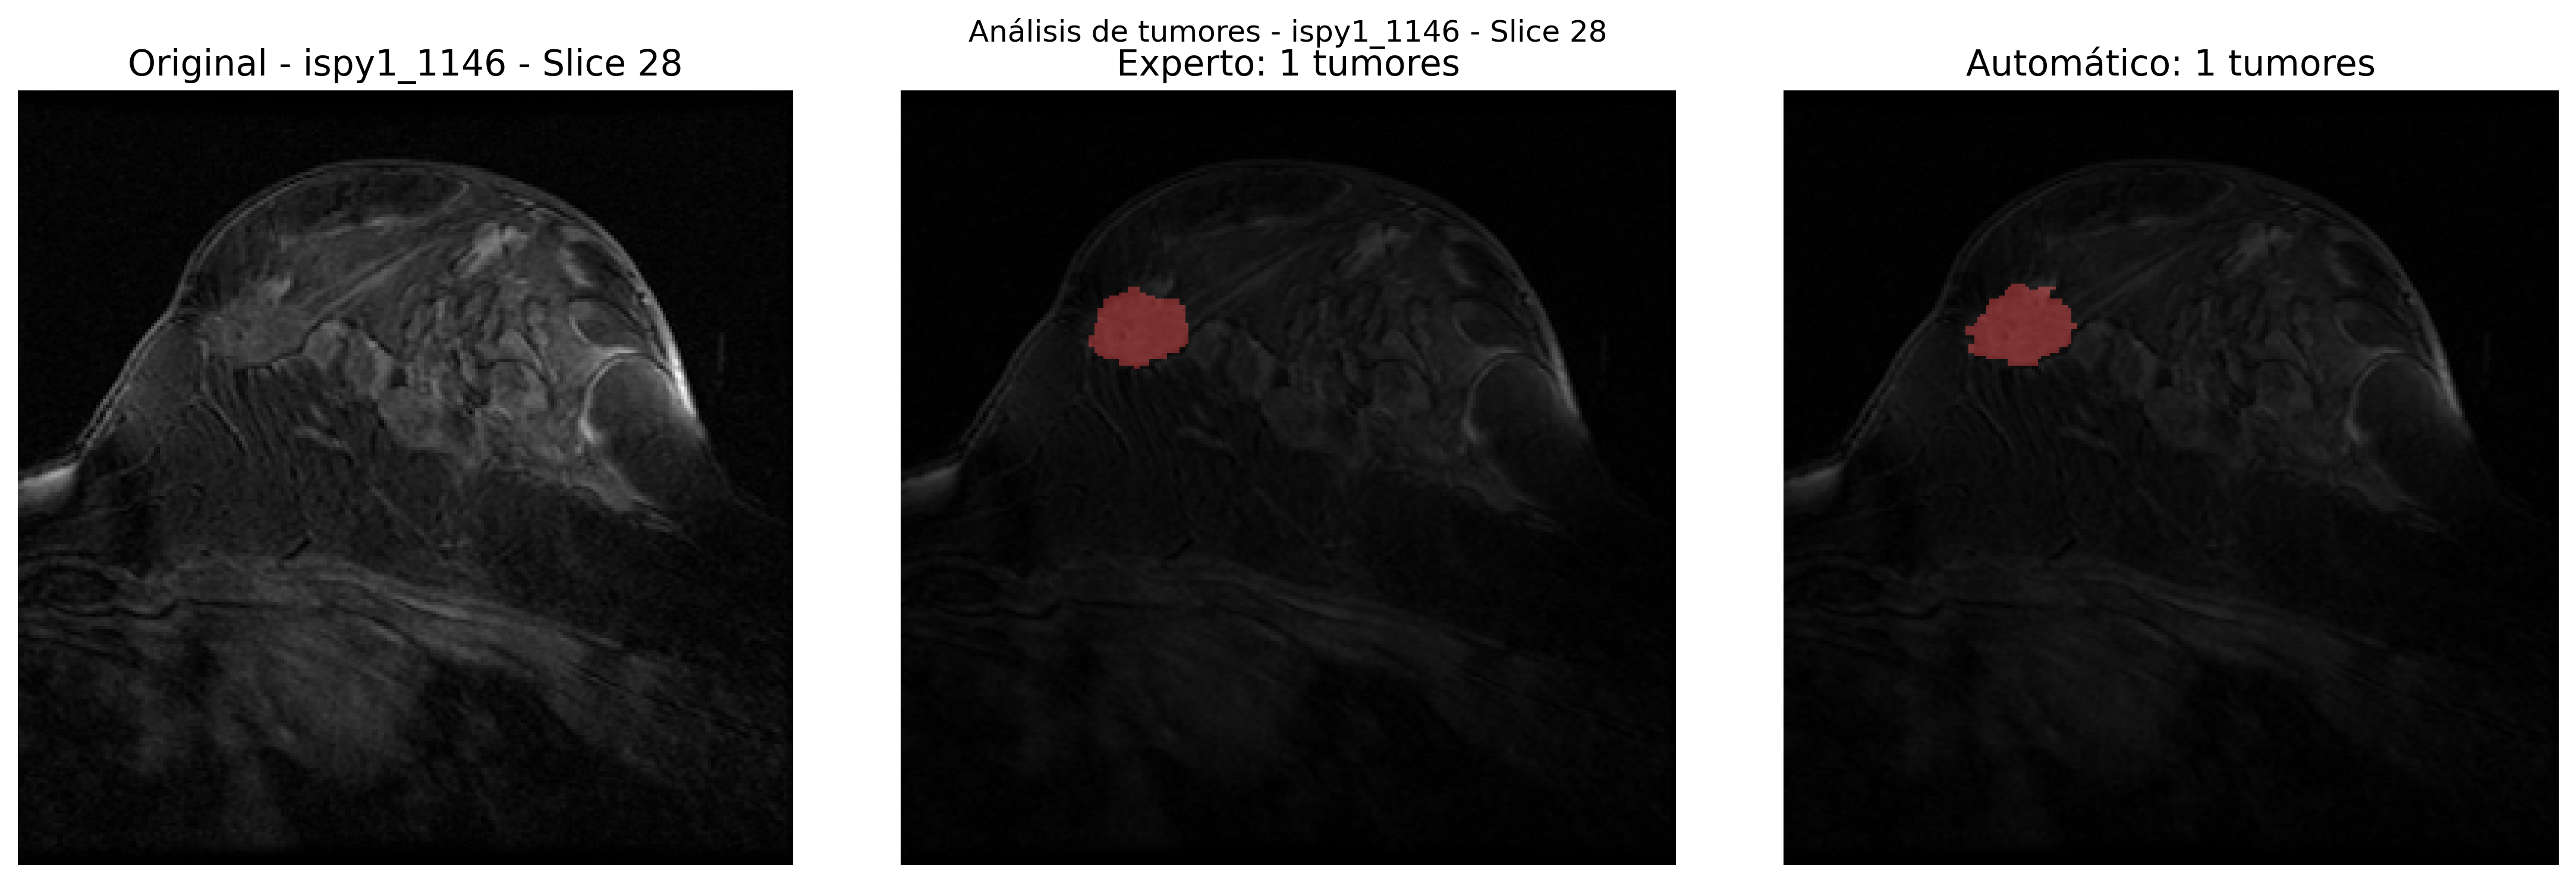 Análisis de tumores - ispy1_1146 - Slice 28
Original - ispy1_1146 - Slice 28
Experto: 1 tumores
Automático: 1 tumores